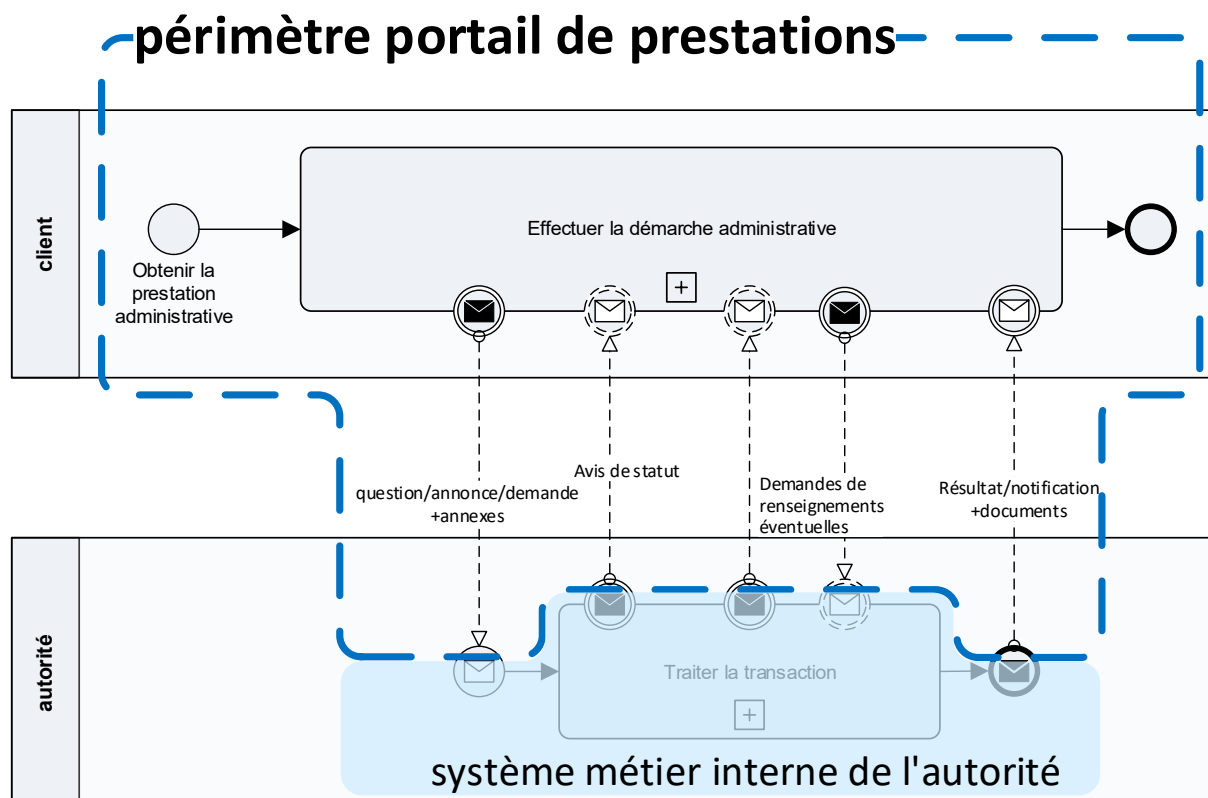 périmètre portail de prestations
client
Effectuer la démarche administrative
Obtenir la
prestation
administrative
question/annonce/demande
+annexes
Avis de statut
Demandes de
renseignements
éventuelles
Résultat/notification
+documents
autorité
Traiter la transaction
système métier interne de l'autorité